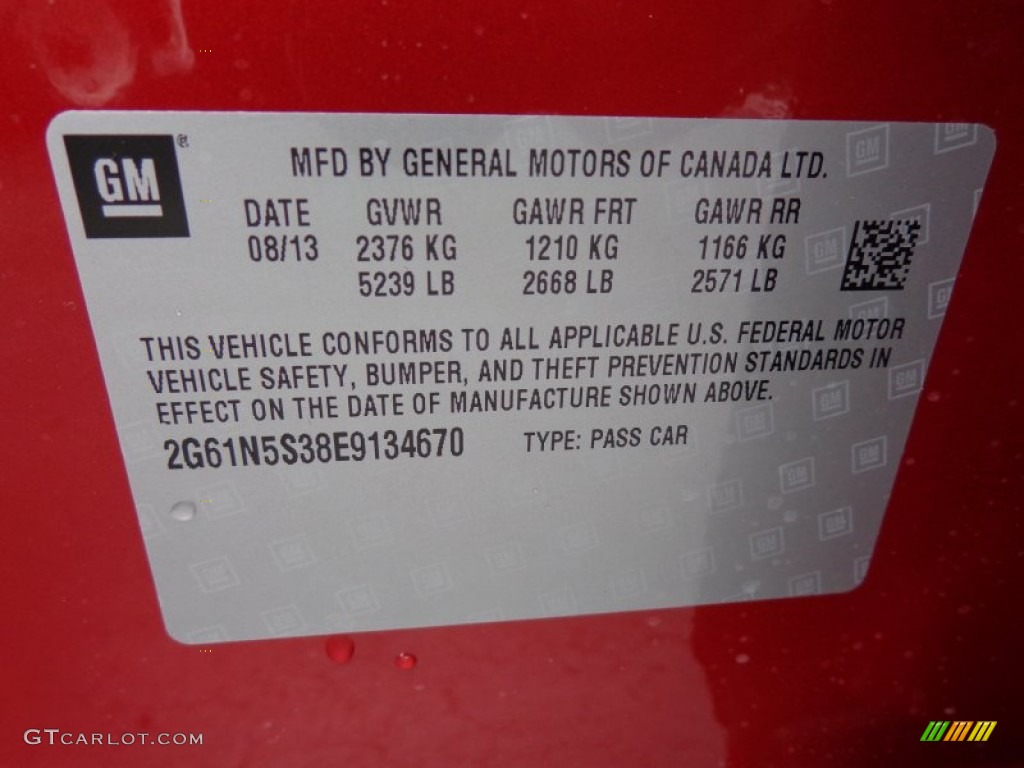 GM®
MFD BY GENERAL MOTORS OF CANADA LTD.
DATE GVWR GAWR FRT GAWR RR
08/13 2376 KG 1210 KG 1166 KG
5239 LB 2668 LB 2571 LB
THIS VEHICLE CONFORMS TO ALL APPLICABLE U.S. FEDERAL MOTOR
VEHICLE SAFETY, BUMPER, AND THEFT PREVENTION STANDARDS IN
EFFECT ON THE DATE OF MANUFACTURE SHOWN ABOVE.
2G61N5S38E9134670 TYPE: PASS CAR
GTCARLOT.COM